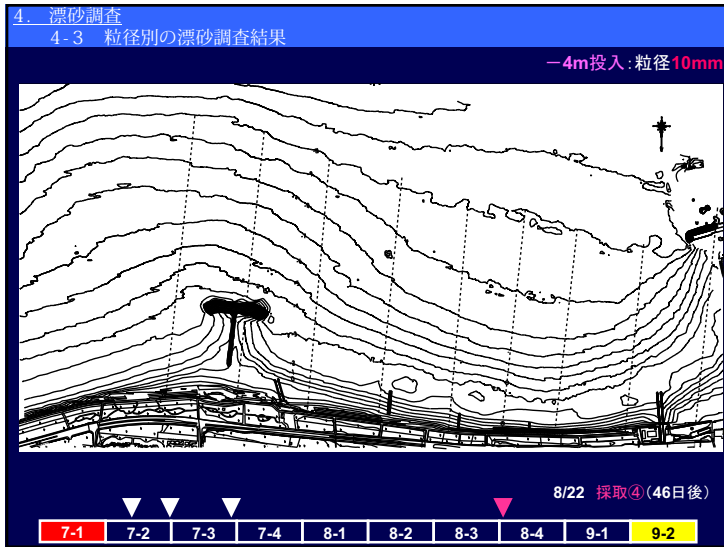 4. 漂砂調査
4-3 粒径別の漂砂調査結果
－4m投入:粒径10mm
8/22 採取④(46日後)
7-1 7-2 7-3 7-4 8-1 8-2 8-3 8-4 9-1 9-2